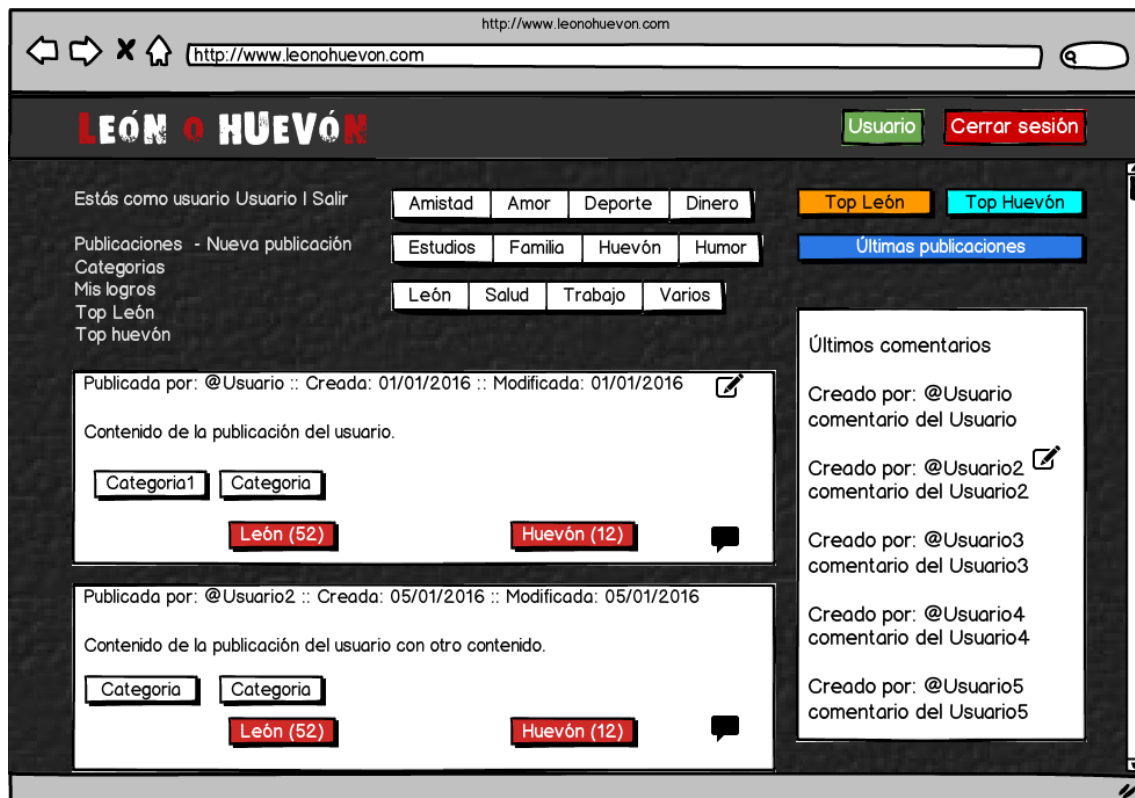 http://www.leonohuevon.com
http://www.leonohuevon.com
LEÓN O HUEVÓN
Usuario
Cerrar sesión
Estás como usuario Usuario | Salir
Publicaciones - Nueva publicación
Categorias
Mis logros
Top León
Top huevón
Amistad Amor Deporte Dinero
Estudios Familia Huevón Humor
León Salud Trabajo Varios
Top León
Top Huevón
Últimas publicaciones
Publicada por: @Usuario :: Creada: 01/01/2016 :: Modificada: 01/01/2016
Contenido de la publicación del usuario.
Categoria1 Categoria
León (52) Huevón (12)
Publicada por: @Usuario2 :: Creada: 05/01/2016 :: Modificada: 05/01/2016
Contenido de la publicación del usuario con otro contenido.
Categoria Categoria
León (52) Huevón (12)
Últimos comentarios
Creado por: @Usuario
comentario del Usuario
Creado por: @Usuario2
comentario del Usuario2
Creado por: @Usuario3
comentario del Usuario3
Creado por: @Usuario4
comentario del Usuario4
Creado por: @Usuario5
comentario del Usuario5